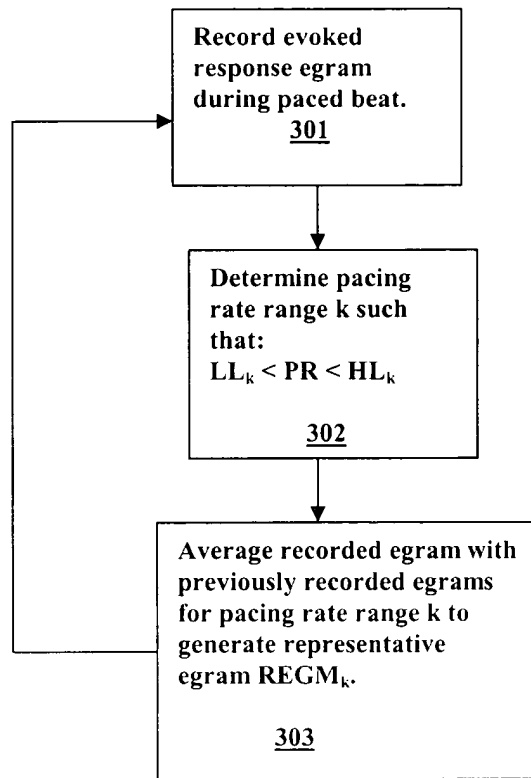 Record evoked
response egram
during paced beat.
301
Determine pacing
rate range k such
that:
LLk < PR < HLk
302
Average recorded egram with
previously recorded egrams
for pacing rate range k to
generate representative
egram REGMk.
303